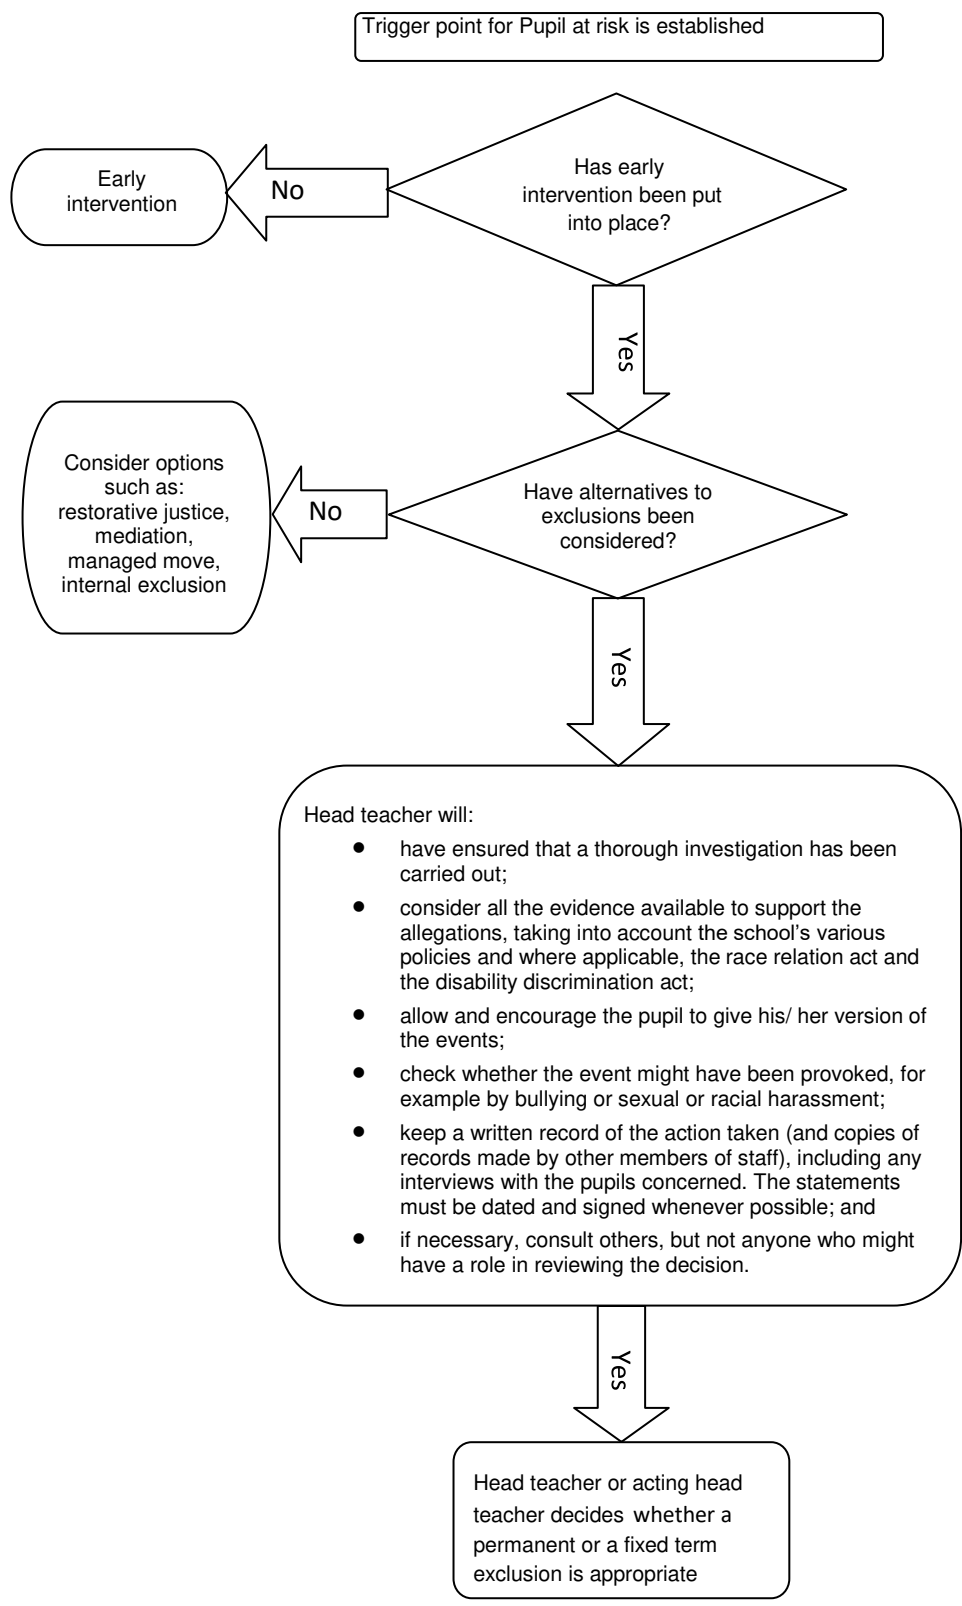 Trigger point for Pupil at risk is established
Has early
intervention been put
into place?
No
Early
intervention
Yes
Have alternatives to
exclusions been
considered?
No
Consider options
such as:
restorative justice,
mediation,
managed move,
internal exclusion
Yes
Head teacher will:
• have ensured that a thorough investigation has been
carried out;
• consider all the evidence available to support the
allegations, taking into account the school’s various
policies and where applicable, the race relation act and
the disability discrimination act;
• allow and encourage the pupil to give his/ her version of
the events;
• check whether the event might have been provoked, for
example by bullying or sexual or racial harassment;
• keep a written record of the action taken (and copies of
records made by other members of staff), including any
interviews with the pupils concerned. The statements
must be dated and signed whenever possible; and
• if necessary, consult others, but not anyone who might
have a role in reviewing the decision.
Yes
Head teacher or acting head
teacher decides whether a
permanent or a fixed term
exclusion is appropriate